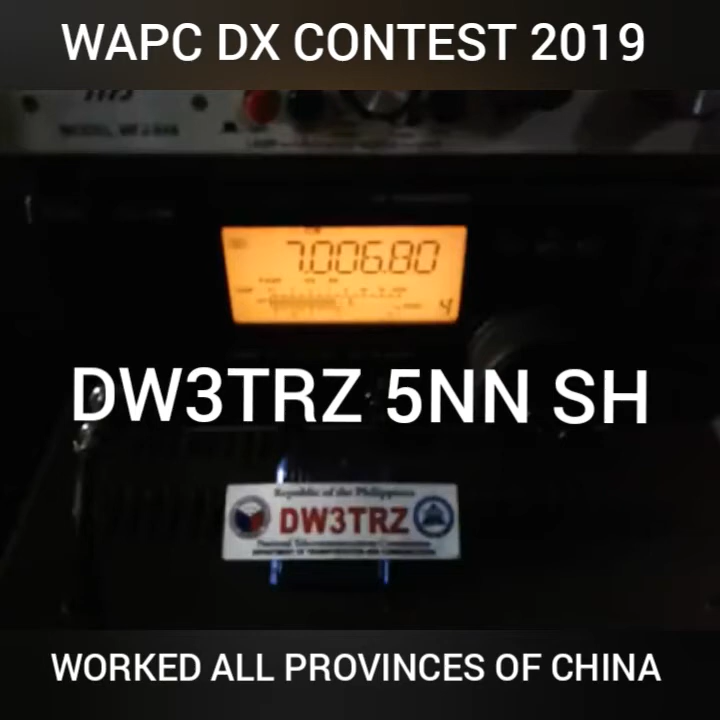 WAPC DX CONTEST 2019
7.006.80
4
DW3TRZ 5NN SH
Republic of the Philippines
DW3TRZ
WORKED ALL PROVINCES OF CHINA